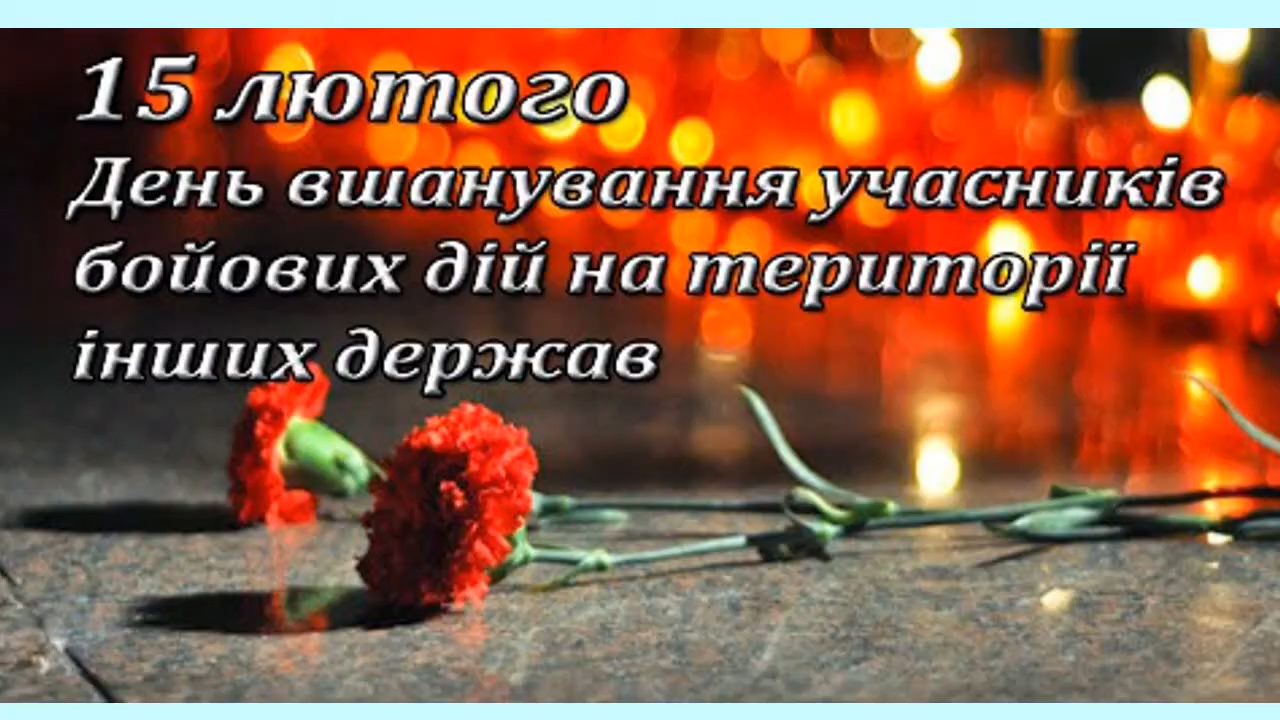 15 лютого
День вшанування учасників
бойових дій на території
інших держав